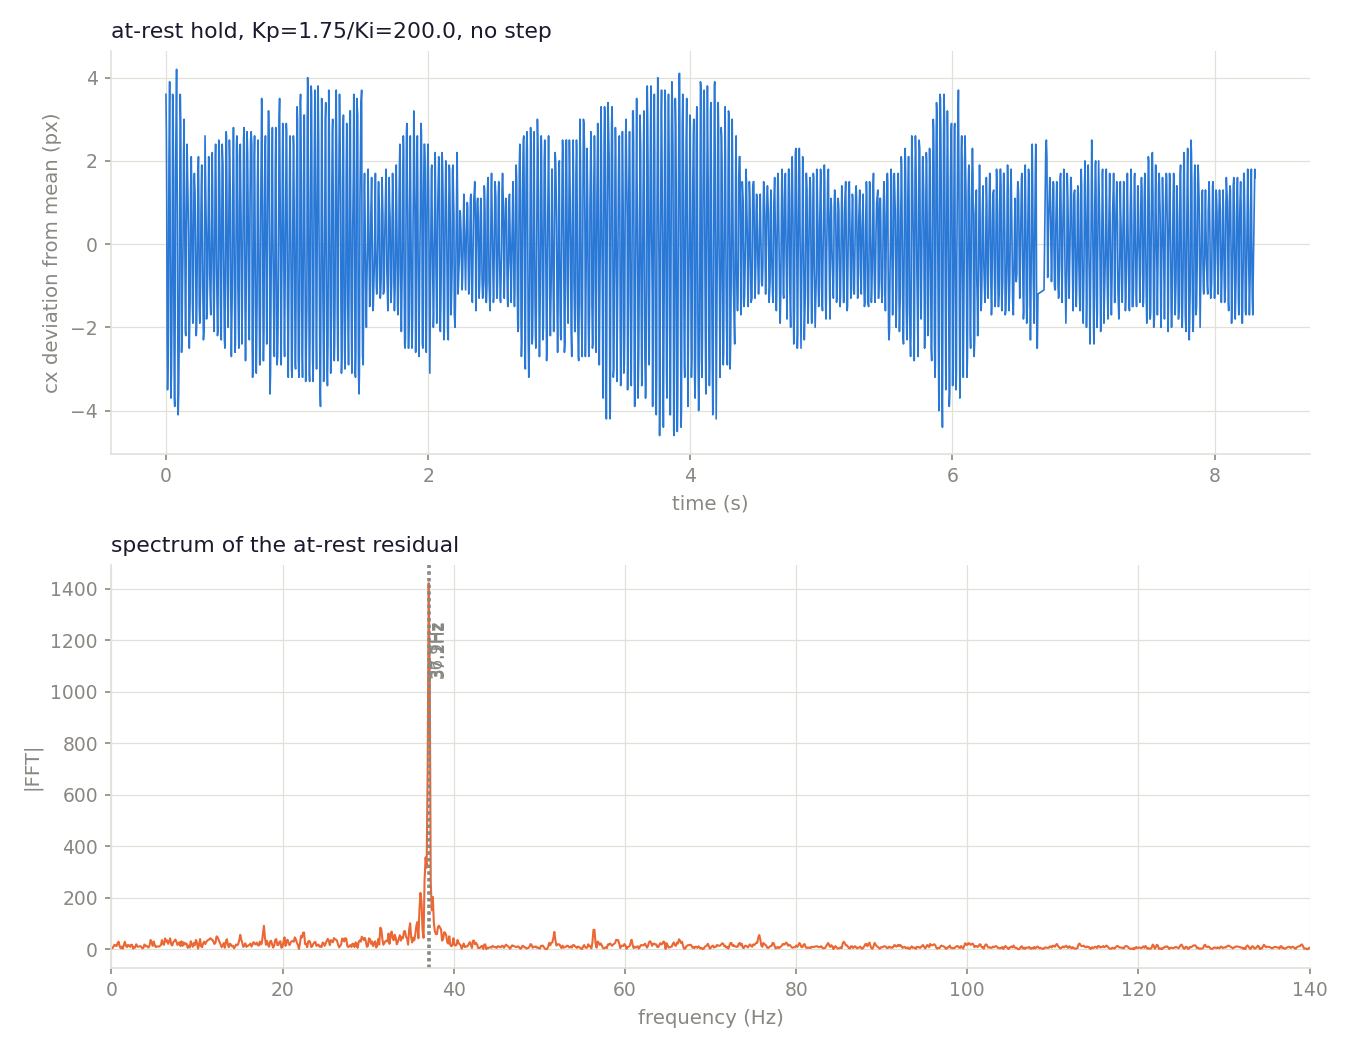 at-rest hold, Kp=1.75/Ki=200.0, no step
4
2
0
−2
−4
cx deviation from mean (px)
0 2 4 6 8
time (s)
spectrum of the at-rest residual
1400
1200
1000
800
600
400
200
0
|FFT|
0 20 40 60 80 100 120 140
frequency (Hz)